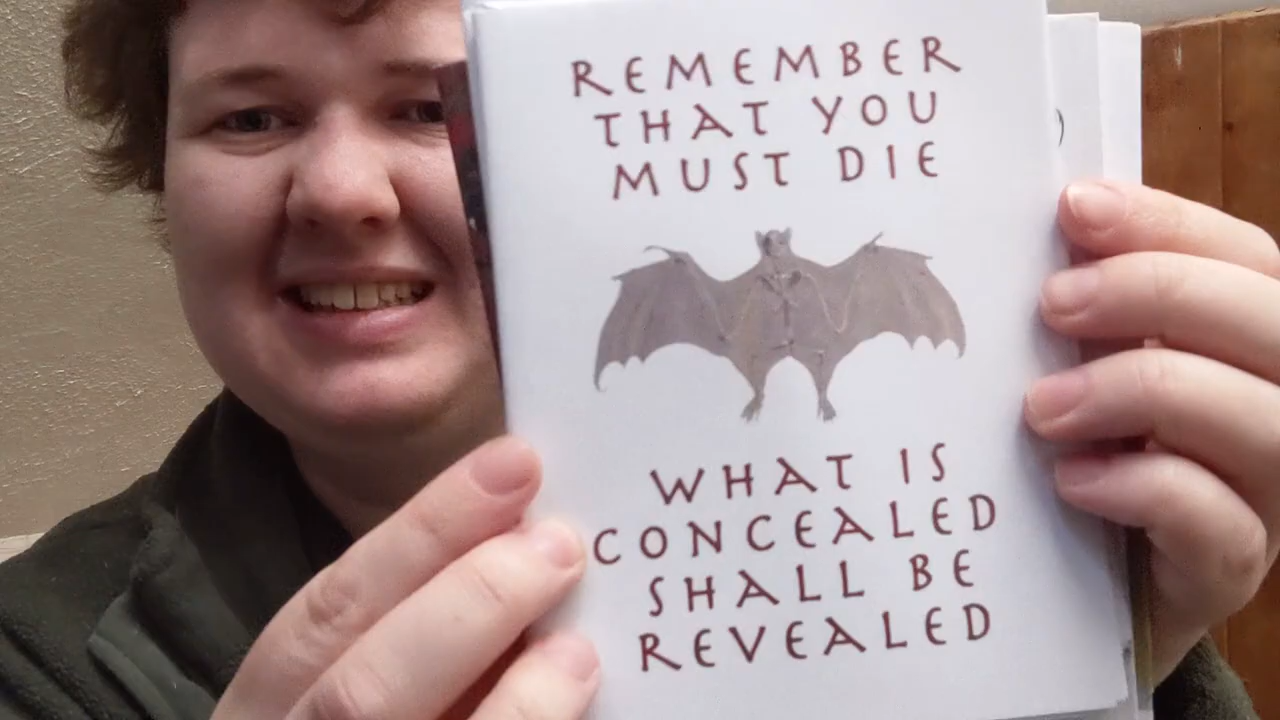 REMEMBER
THAT YOU
MUST DIE
WHAT IS
CONCEALED
SHALL BE
REVEALED